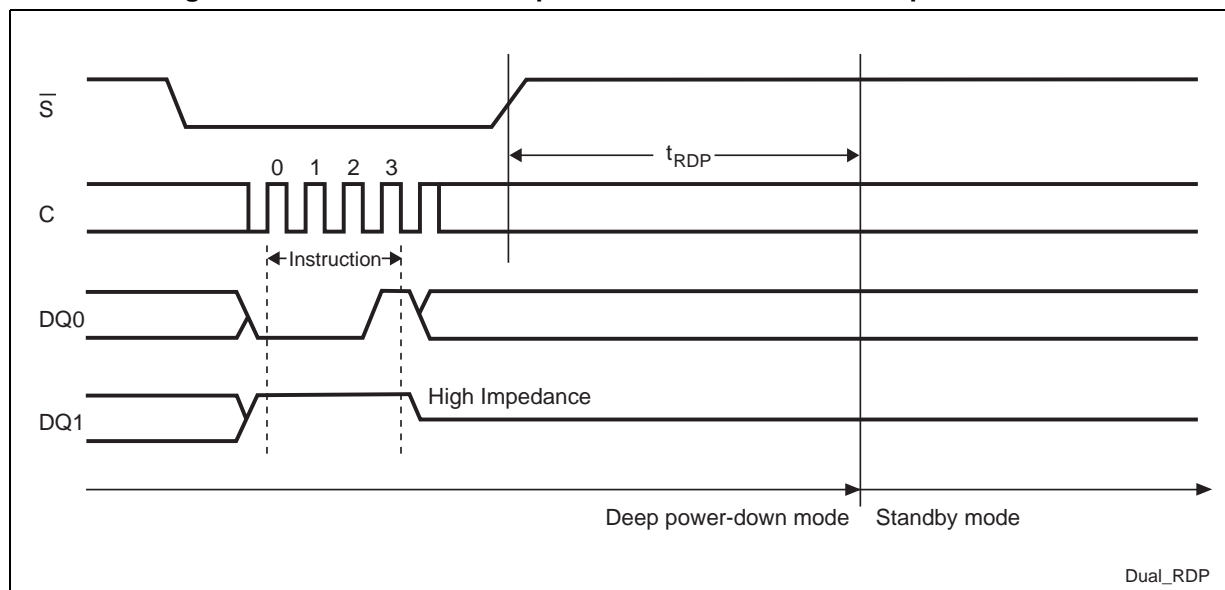 S̅
t_RDP
0 1 2 3
C
Instruction
DQ0
High Impedance
DQ1
Deep power-down mode Standby mode
Dual_RDP